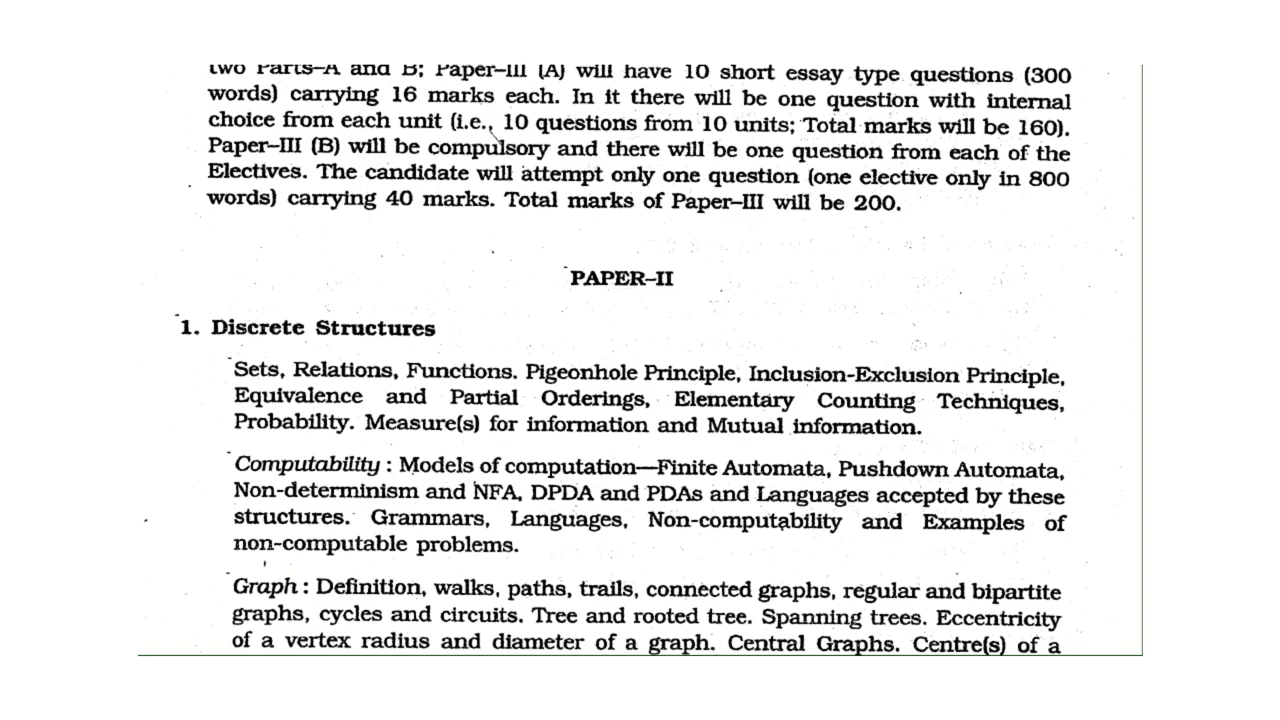 two Parts–A and B; Paper–III (A) will have 10 short essay type questions (300
words) carrying 16 marks each. In it there will be one question with internal
choice from each unit (i.e., 10 questions from 10 units; Total marks will be 160).
Paper–III (B) will be compulsory and there will be one question from each of the
Electives. The candidate will attempt only one question (one elective only in 800
words) carrying 40 marks. Total marks of Paper–III will be 200.
PAPER–II
1. Discrete Structures
Sets, Relations, Functions. Pigeonhole Principle, Inclusion-Exclusion Principle,
Equivalence and Partial Orderings, Elementary Counting Techniques,
Probability. Measure(s) for information and Mutual information.
Computability : Models of computation—Finite Automata, Pushdown Automata,
Non-determinism and NFA, DPDA and PDAs and Languages accepted by these
structures. Grammars, Languages, Non-computability and Examples of
non-computable problems.
Graph : Definition, walks, paths, trails, connected graphs, regular and bipartite
graphs, cycles and circuits. Tree and rooted tree. Spanning trees. Eccentricity
of a vertex radius and diameter of a graph. Central Graphs. Centre(s) of a